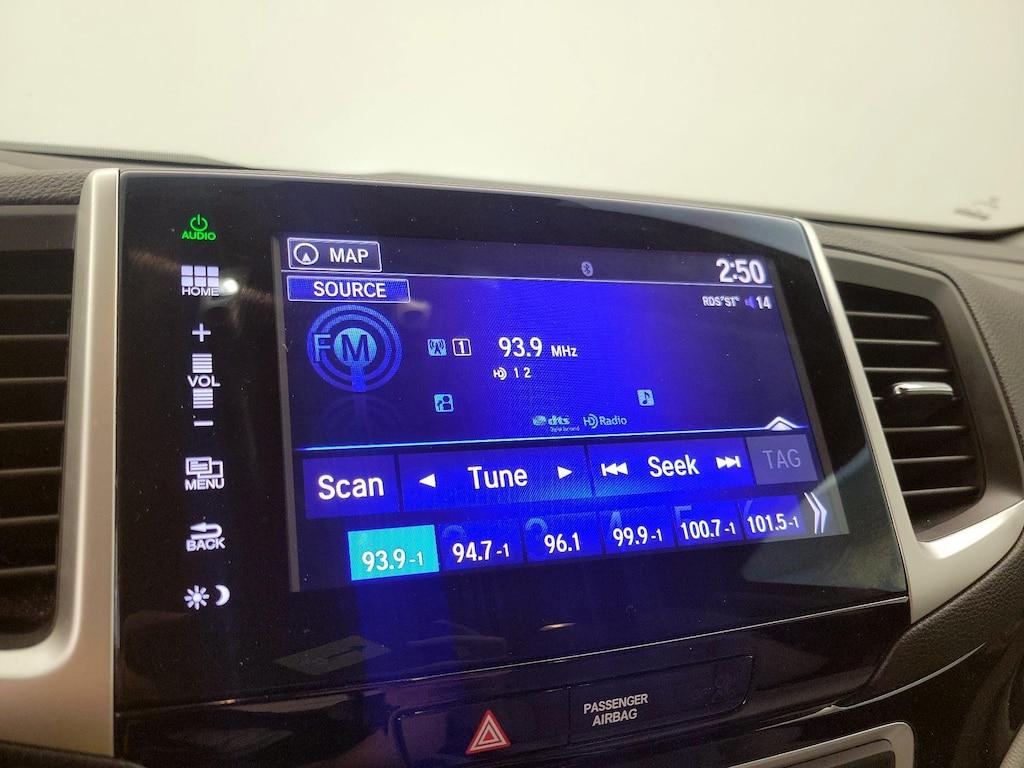 AUDIO
HOME
+
VOL
−
MENU
BACK
MAP
2:50
SOURCE
RDS "ST" 14
FM
1 93.9 MHz
HD 1 2
dts HD Radio
Digital Surround
Scan Tune Seek TAG
93.9-1 94.7-1 96.1 99.9-1 100.7-1 101.5-1
PASSENGER
AIRBAG